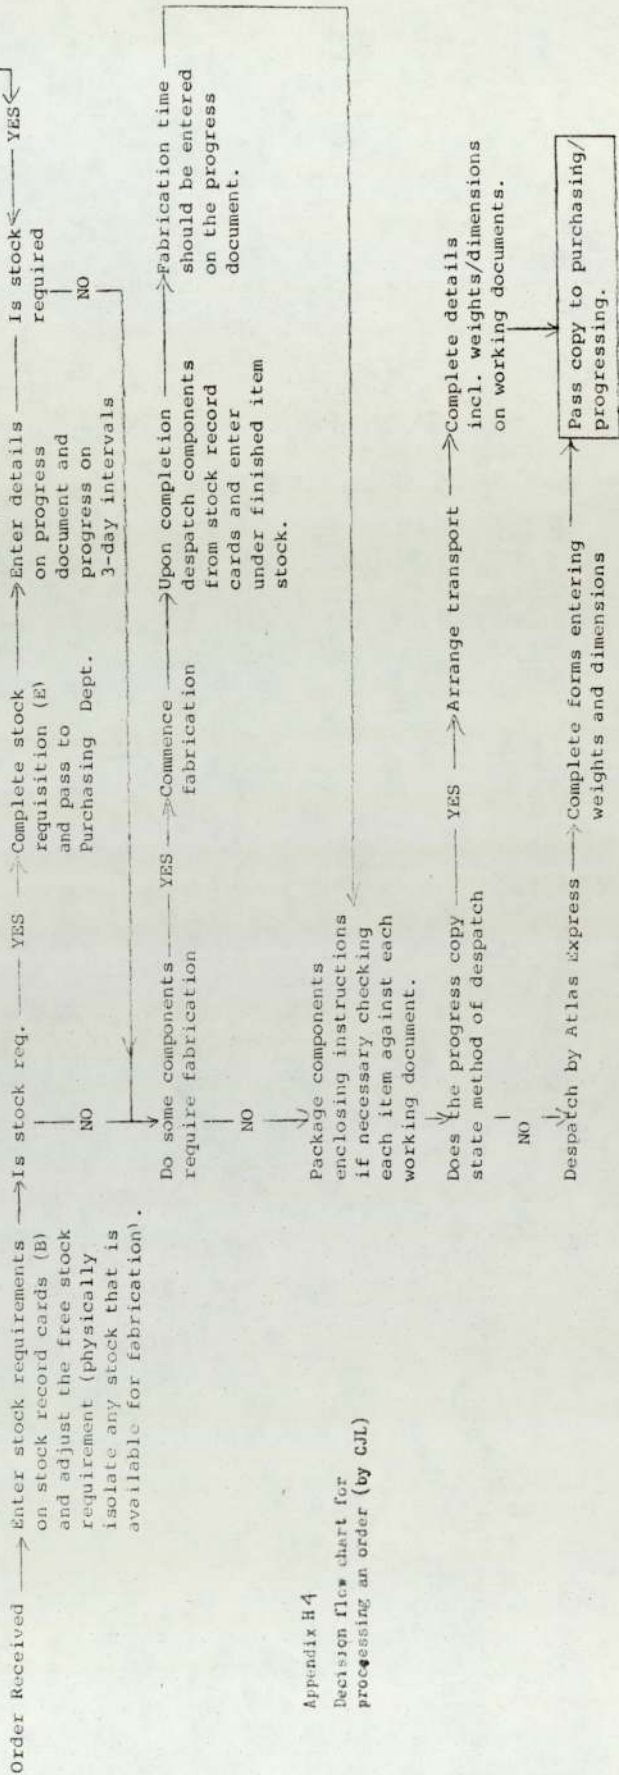 Order Received
Enter stock requirements
on stock record cards (B)
and adjust the free stock
requirement (physically
isolate any stock that is
available for fabrication).
Is stock req.
YES
NO
Complete stock
requisition (E)
and pass to
Purchasing Dept.
Enter details
on progress
document and
progress on
3-day intervals
Is stock
required
YES
NO
Do some components
require fabrication
YES
NO
Commence
fabrication
Upon completion
despatch components
from stock record
cards and enter
under finished item
stock.
Fabrication time
should be entered
on the progress
document.
Package components
enclosing instructions
if necessary checking
each item against each
working document.
Does the progress copy
state method of despatch
YES
NO
Arrange transport
Complete details
incl. weights/dimensions
on working documents.
Despatch by Atlas Express
Complete forms entering
weights and dimensions
Pass copy to purchasing/
progressing.
Appendix H4
Decision flow chart for
processing an order (by CJL)